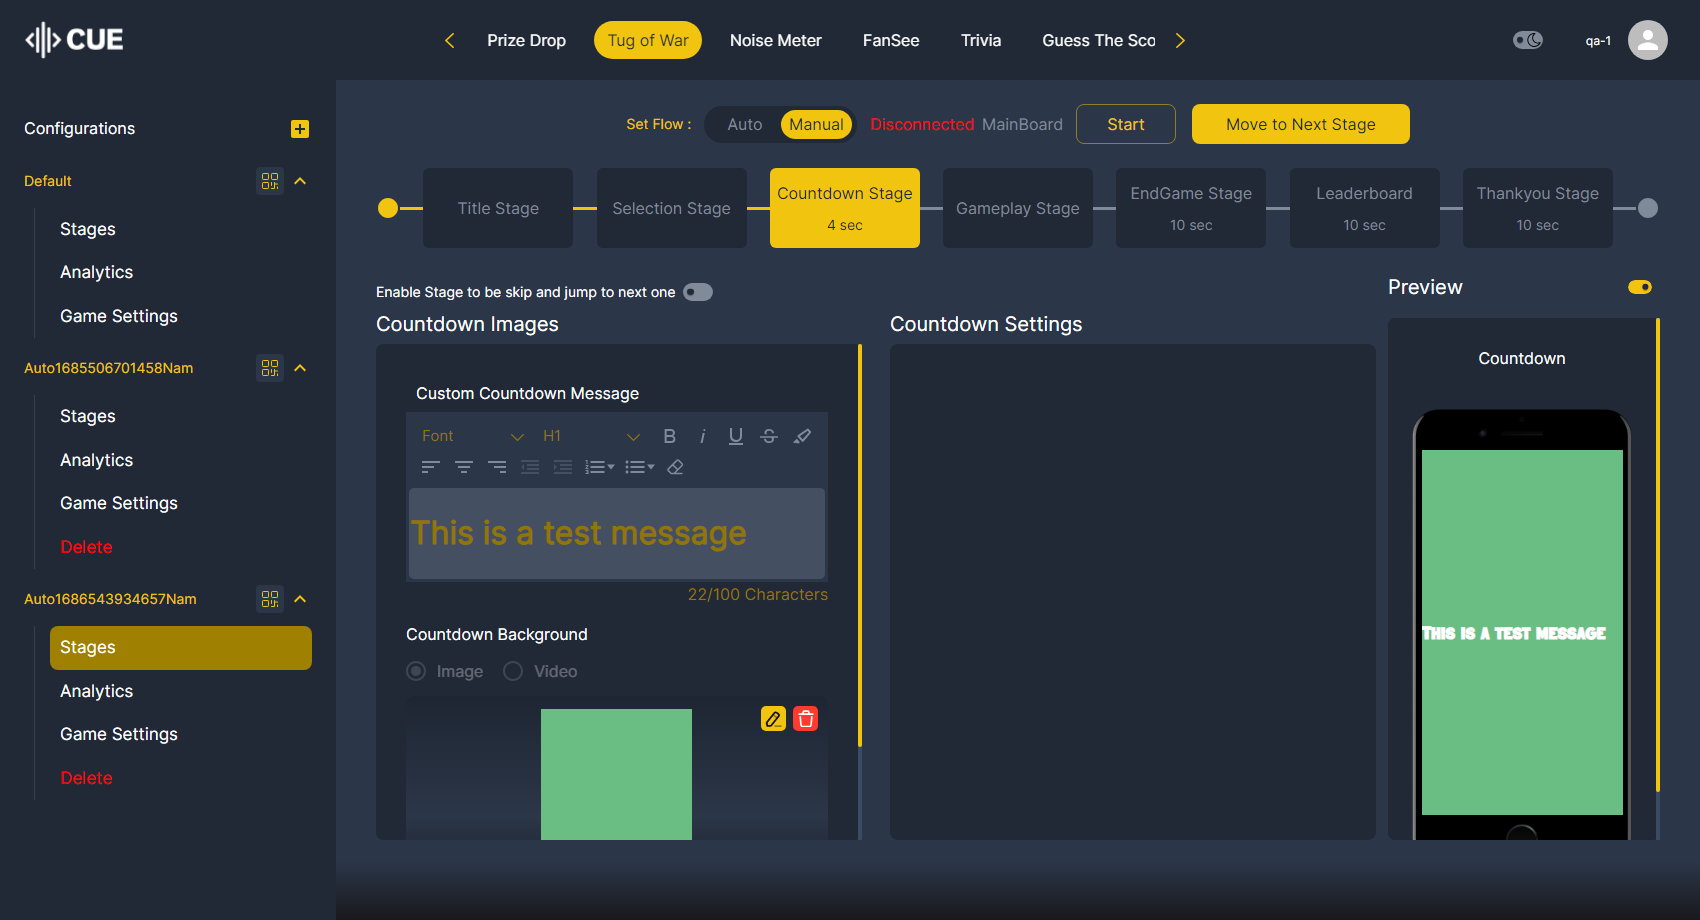 CUE
Prize Drop
Tug of War
Noise Meter
FanSee
Trivia
Guess The Sco
qa-1
Configurations
Default
Stages
Analytics
Game Settings
Auto1685506701458Nam
Stages
Analytics
Game Settings
Delete
Auto1686543934657Nam
Stages
Analytics
Game Settings
Delete
Set Flow :
Auto
Manual
Disconnected MainBoard
Start
Move to Next Stage
Title Stage
Selection Stage
Countdown Stage
4 sec
Gameplay Stage
EndGame Stage
10 sec
Leaderboard
10 sec
Thankyou Stage
10 sec
Enable Stage to be skip and jump to next one
Countdown Images
Custom Countdown Message
Font
H1
This is a test message
22/100 Characters
Countdown Background
Image
Video
Countdown Settings
Preview
Countdown
THIS IS A TEST MESSAGE